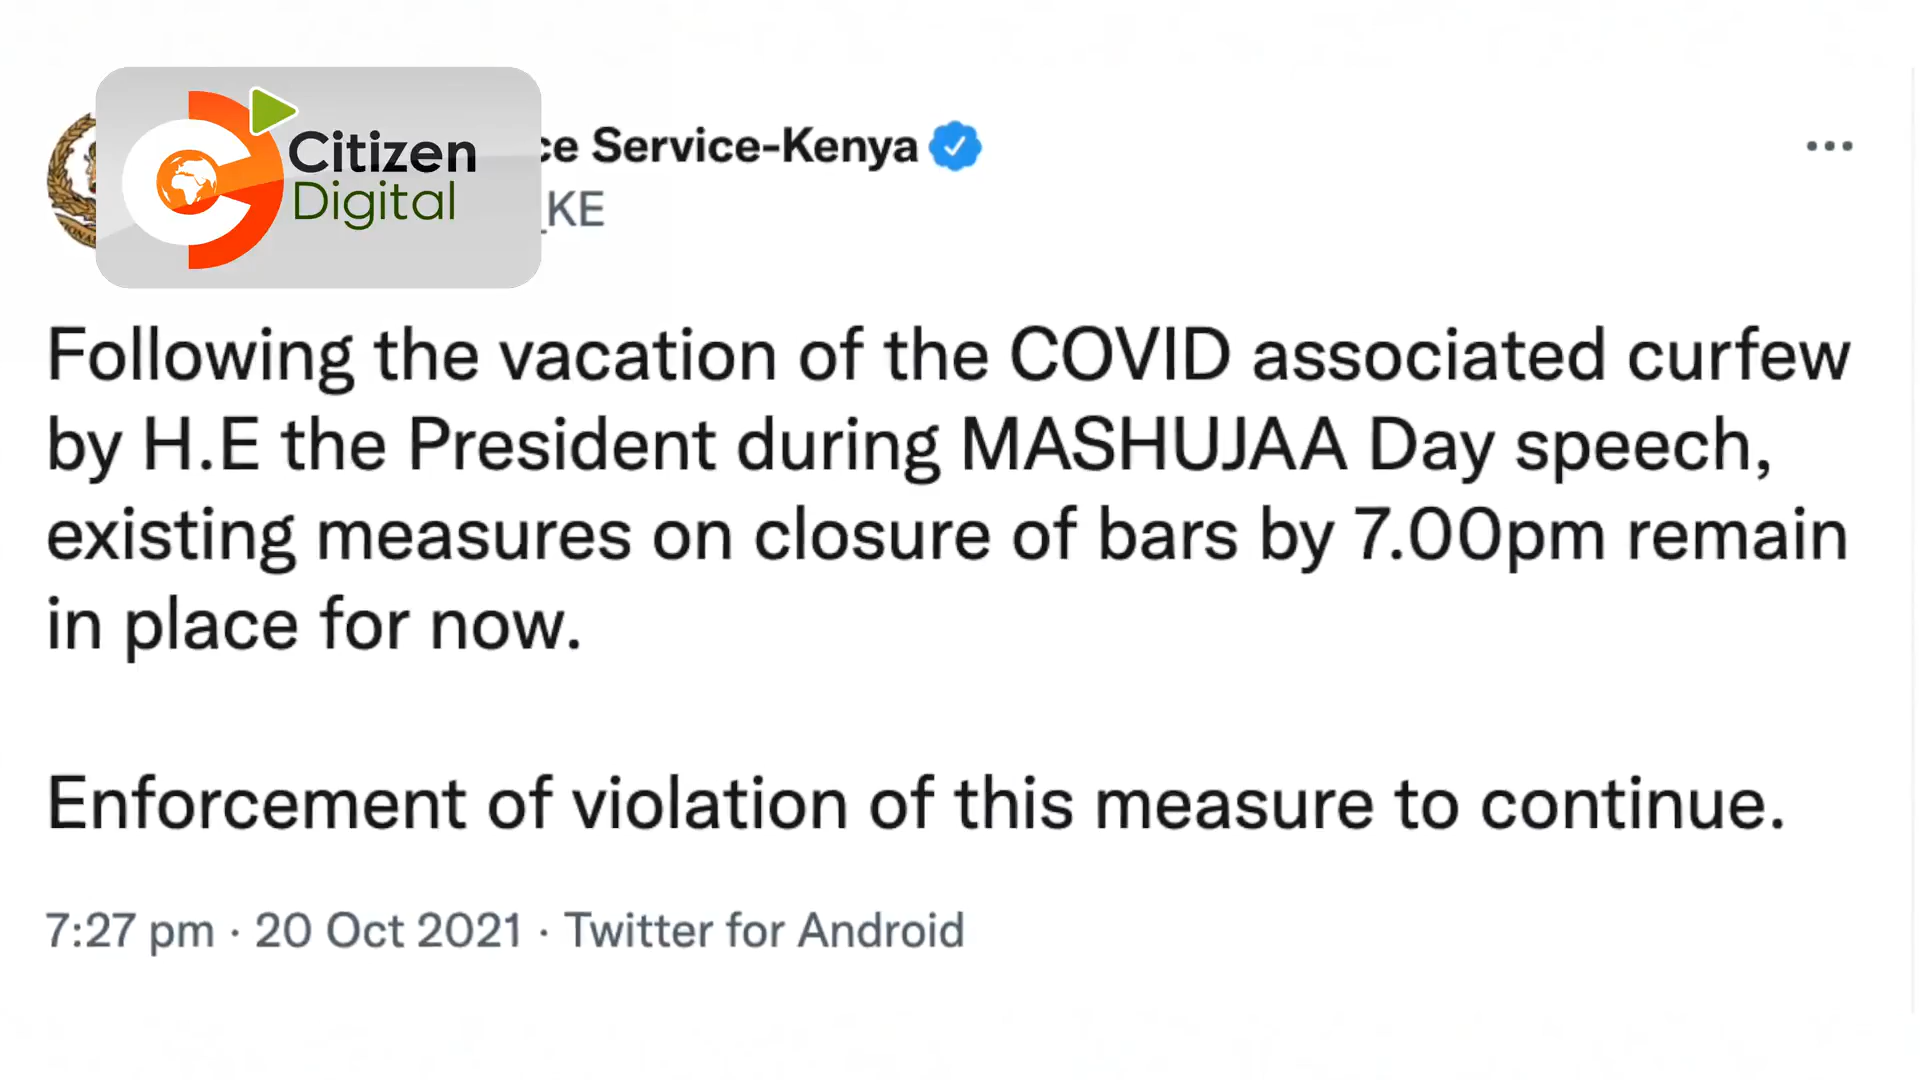 Citizen
Digital
Service-Kenya
_KE
Following the vacation of the COVID associated curfew
by H.E the President during MASHUJAA Day speech,
existing measures on closure of bars by 7.00pm remain
in place for now.
Enforcement of violation of this measure to continue.
7:27 pm · 20 Oct 2021 · Twitter for Android